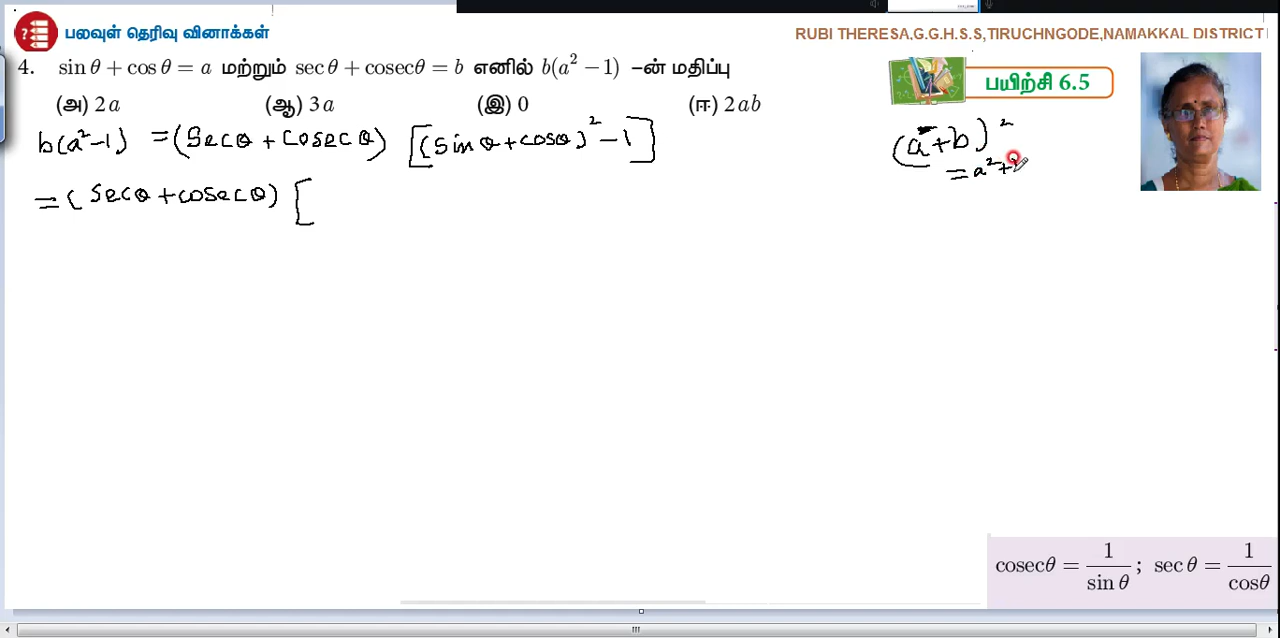 பலவுள் தெரிவு வினாக்கள்
RUBI THERESA,G.G.H.S.S,TIRUCHNGODE,NAMAKKAL DISTRICT
4. sin θ + cos θ = a மற்றும் sec θ + cosecθ = b எனில் b(a² − 1) –ன் மதிப்பு
பயிற்சி 6.5
(அ) 2a (ஆ) 3a (இ) 0 (ஈ) 2ab
b(a²-1) = (Secθ + Cosecθ) [(sinθ + cosθ)² - 1]
(a+b)²
= a² +
= (secθ + cosecθ) [
cosecθ = 1/sin θ ; sec θ = 1/cosθ